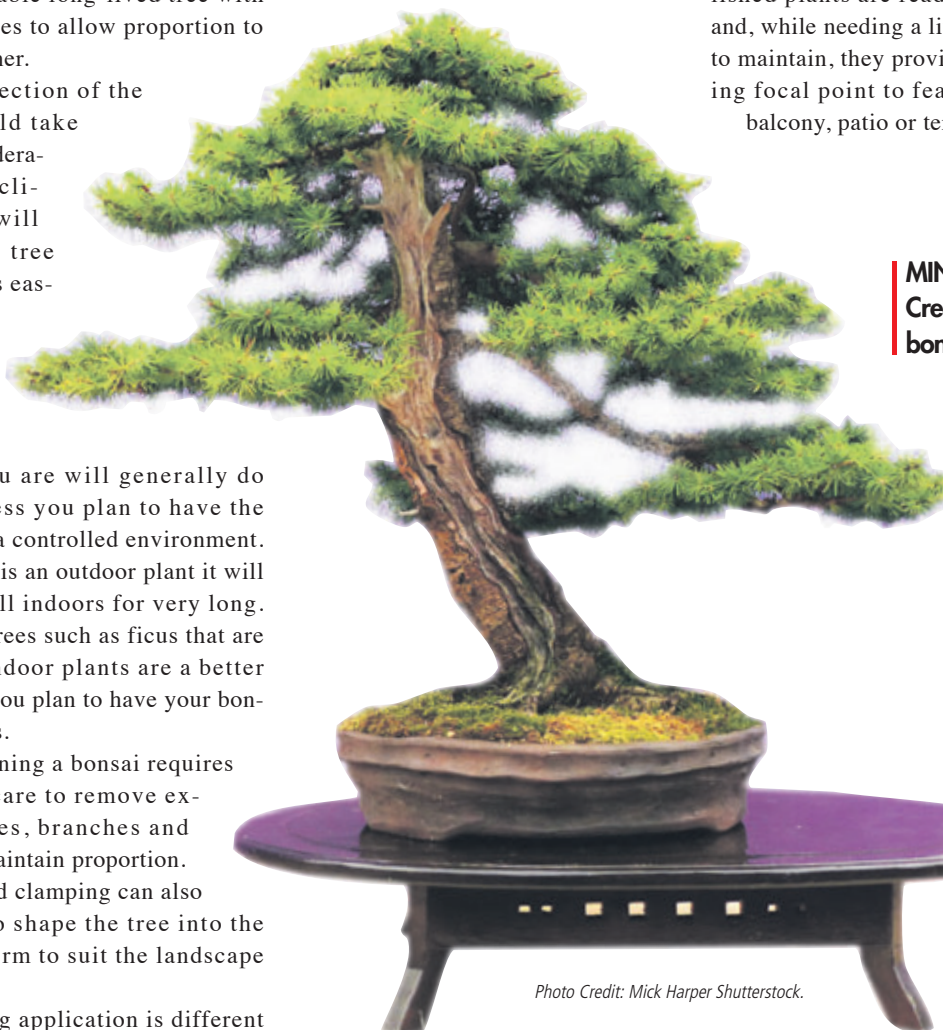 able long-lived tree with
es to allow proportion to
ner.
ection of the
ld take
dera-
cli-
will
tree
s eas-
u are will generally do
ess you plan to have the
a controlled environment.
is an outdoor plant it will
ll indoors for very long.
rees such as ficus that are
ndoor plants are a better
ou plan to have your bon-
s.
ning a bonsai requires
are to remove ex-
es, branches and
aintain proportion.
d clamping can also
o shape the tree into the
rm to suit the landscape
g application is different
ished plants are read
and, while needing a li
to maintain, they provi
ing focal point to fea
balcony, patio or te
MIN
Cre
bon
Photo Credit: Mick Harper Shutterstock.